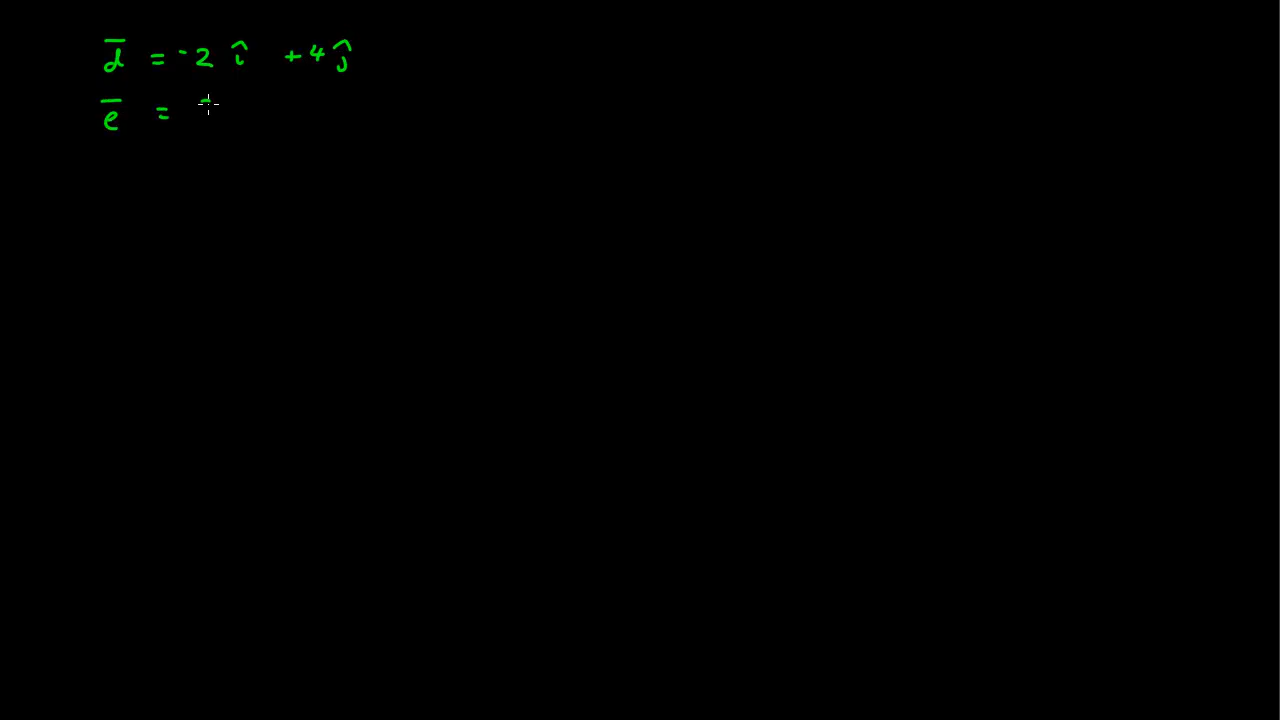 d̅ = -2 î + 4 ĵ
e̅ =